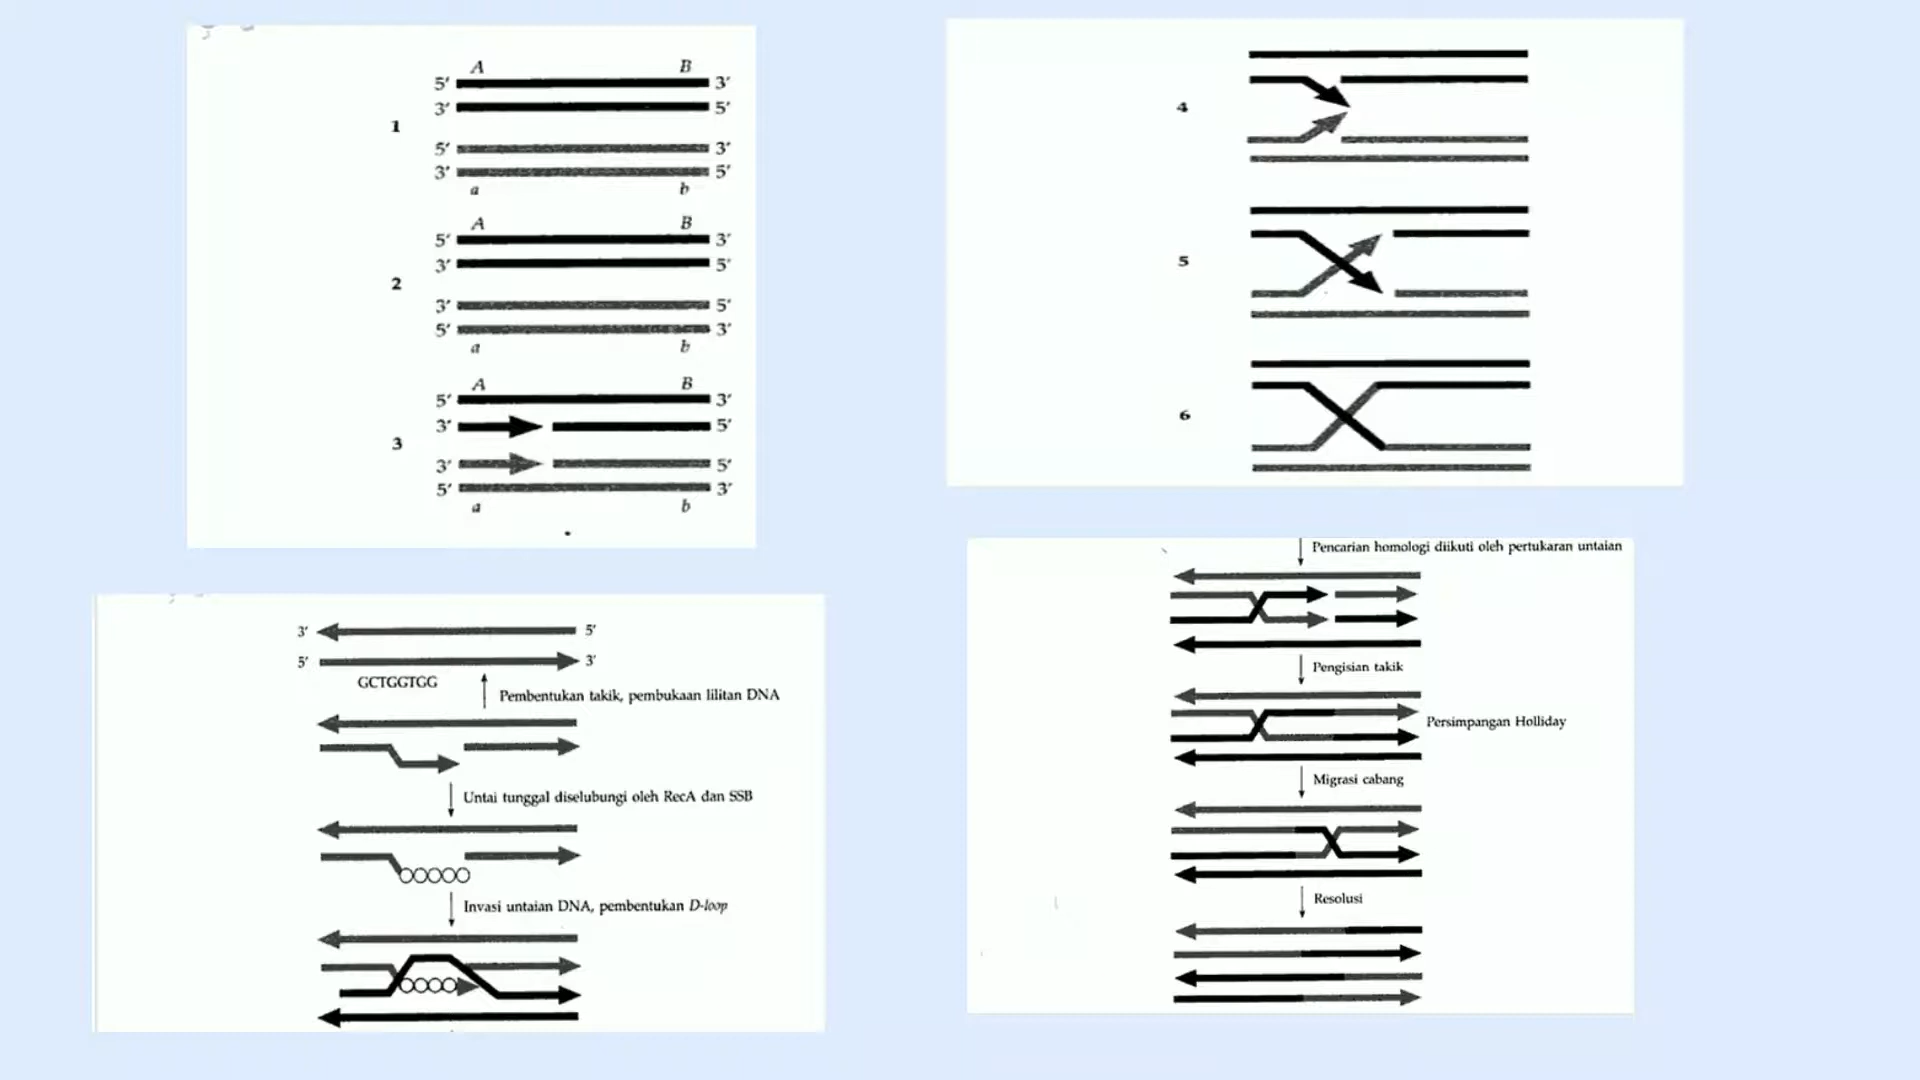 A B
5' 3'
3' 5'
1
5' 3'
3' 5'
a b
A B
5' 3'
3' 5'
2
3' 5'
5' 3'
a b
A B
5' 3'
3' 5'
3
3' 5'
5' 3'
a b
4
5
6
3' 5'
5' 3'
GCTGGTGG
Pembentukan takik, pembukaan lilitan DNA
Untai tunggal diselubungi oleh RecA dan SSB
Invasi untaian DNA, pembentukan D-loop
Pencarian homologi diikuti oleh pertukaran untaian
Pengisian takik
Persimpangan Holliday
Migrasi cabang
Resolusi